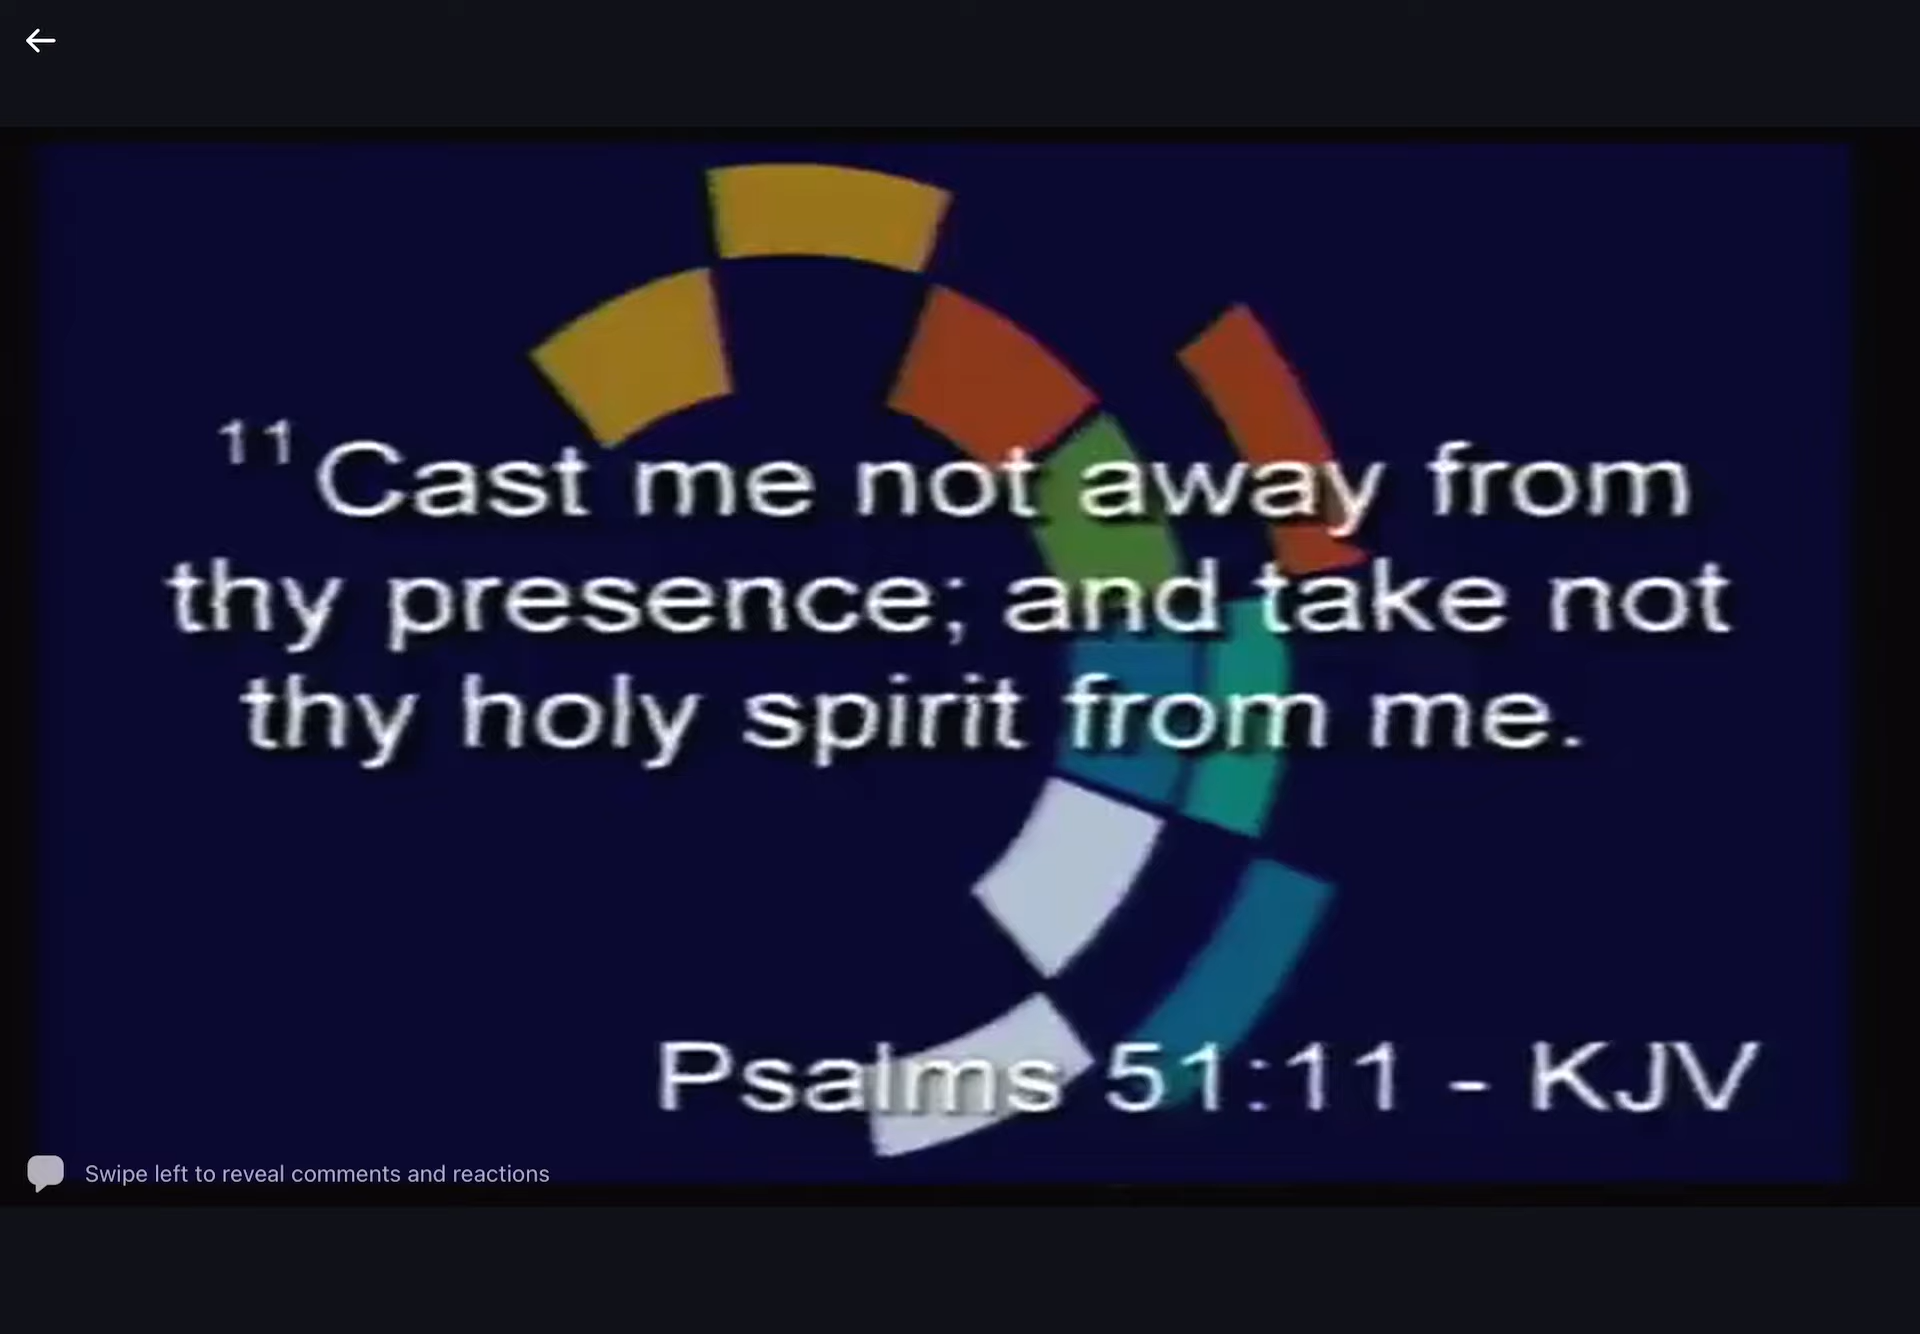 11 Cast me not away from
thy presence; and take not
thy holy spirit from me.
Psalms 51:11 - KJV
Swipe left to reveal comments and reactions